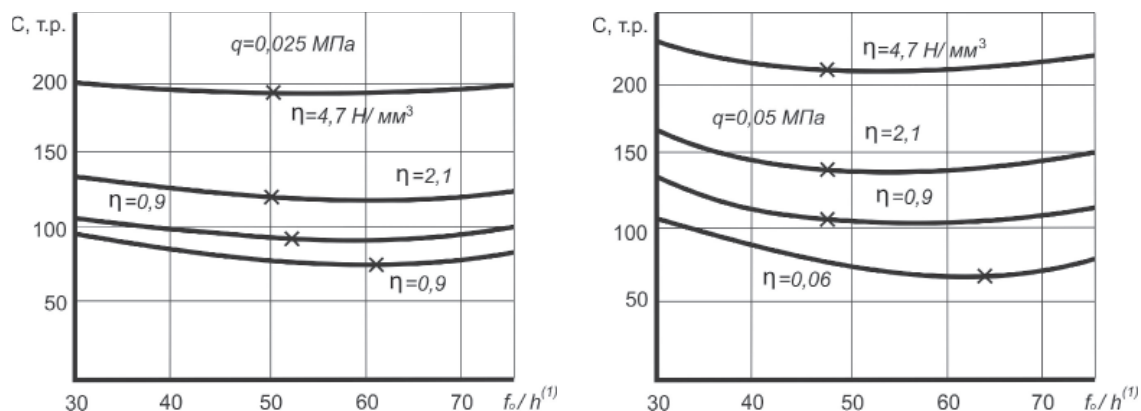 С, т.р.
q=0,025 МПа
200
η=4,7 Н/ мм³
150
η=2,1
η=0,9
100
η=0,9
50
30 40 50 60 70 fₒ/ h⁽¹⁾
С, т.р.
η=4,7 Н/ мм³
200
q=0,05 МПа
η=2,1
150
η=0,9
100
η=0,06
50
30 40 50 60 70 fₒ/ h⁽¹⁾